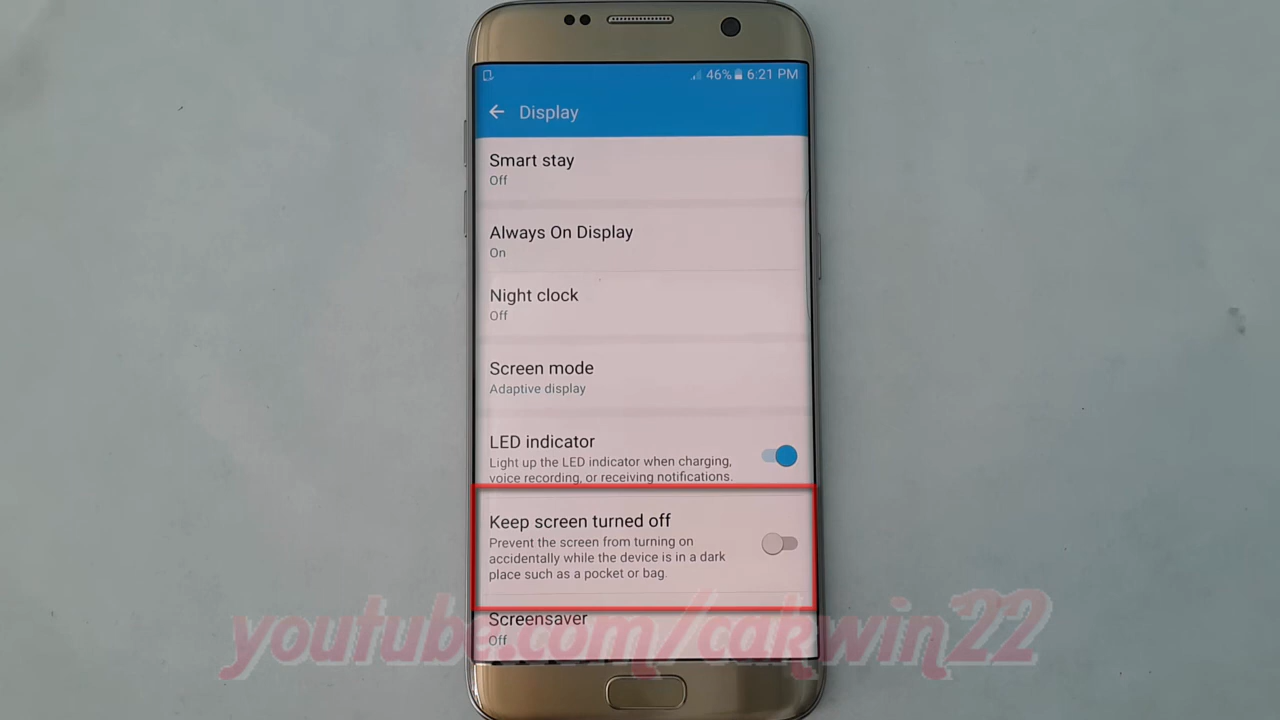 46% 6:21 PM
Display
Smart stay
Off
Always On Display
On
Night clock
Off
Screen mode
Adaptive display
LED indicator
Light up the LED indicator when charging,
voice recording, or receiving notifications.
Keep screen turned off
Prevent the screen from turning on
accidentally while the device is in a dark
place such as a pocket or bag.
Screensaver
Off
youtube.com/cakwin22